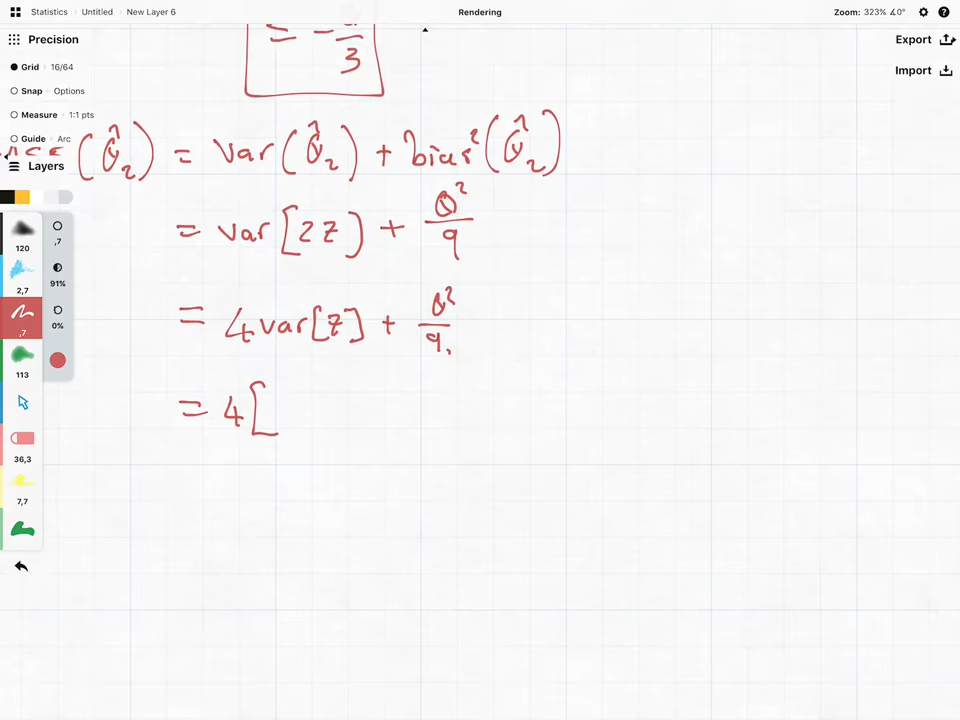 Statistics › Untitled › New Layer 6
Rendering
Zoom: 323% ∡0°
Precision
Export
Import
Grid › 16/64
Snap › Options
Measure › 1:1 pts
Guide › Arc
Layers
120
2,7
,7
113
36,3
7,7
,7
91%
0%
= -θ/3
MSE(θ̂₂) = var(θ̂₂) + bias²(θ̂₂)
= var[2Z] + θ²/9
= 4var[Z] + θ²/9,
= 4[